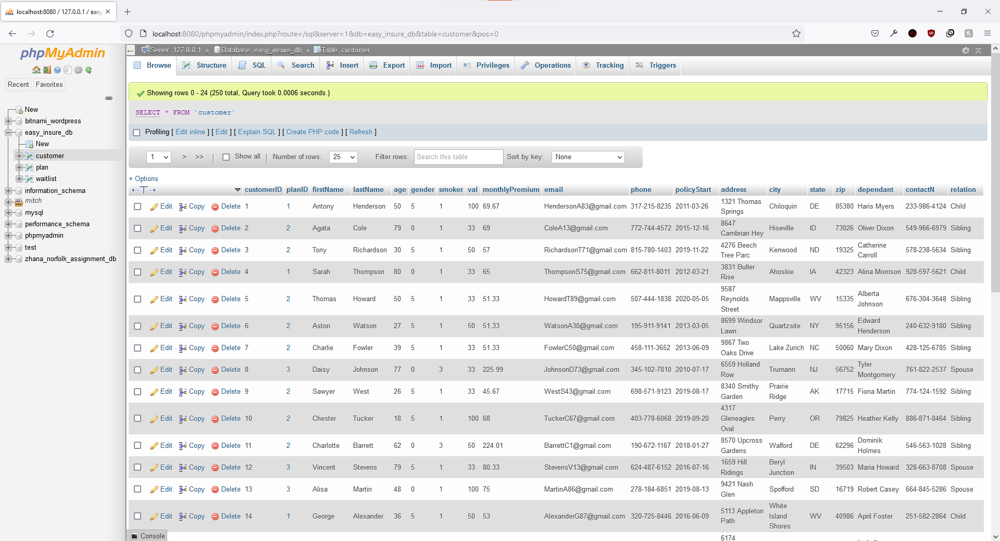 localhost:8080 / 127.0.0.1 / easy_
localhost:8080/phpmyadmin/index.php?route=/sql&server=1&db=easy_insure_db&table=customer&pos=0
phpMyAdmin
Recent Favorites
New
bitnami_wordpress
easy_insure_db
New
customer
plan
waitlist
information_schema
mitch
mysql
performance_schema
phpmyadmin
test
zhana_norfolk_assignment_db
Server: 127.0.0.1 » Database: easy_insure_db » Table: customer
Browse Structure SQL Search Insert Export Import Privileges Operations Tracking Triggers
Showing rows 0 - 24 (250 total, Query took 0.0006 seconds.)
SELECT * FROM `customer`
Profiling [ Edit inline ] [ Edit ] [ Explain SQL ] [ Create PHP code ] [ Refresh ]
1 > >> | Show all | Number of rows: 25 Filter rows: Search this table Sort by key: None
+ Options
←T→ customerID planID firstName lastName age gender smoker val monthlyPremium email phone policyStart address city state zip dependant contactN relation
Edit Copy Delete 1 1 Antony Henderson 50 5 1 100 69.67 HendersonA83@gmail.com 317-215-8235 2011-03-26 1321 Thomas Springs Chiloquin DE 85380 Haris Myers 233-986-4124 Child
Edit Copy Delete 2 2 Agata Cole 79 0 1 33 69 ColeA13@gmail.com 772-744-4572 2015-12-16 8647 Cambrian Hey Hiseville ID 73026 Oliver Dixon 549-966-6979 Sibling
Edit Copy Delete 3 2 Tony Richardson 30 5 1 50 57 RichardsonT71@gmail.com 815-780-1403 2019-11-22 4276 Beech Tree Parc Kenwood ND 19325 Catherine Carroll 578-238-5634 Sibling
Edit Copy Delete 4 1 Sarah Thompson 80 0 1 33 65 ThompsonS75@gmail.com 662-811-8011 2012-03-21 3831 Buller Rise Ahoskie IA 42323 Alina Morrison 928-597-5621 Child
Edit Copy Delete 5 2 Thomas Howard 50 5 1 33 51.33 HowardT89@gmail.com 507-444-1838 2020-05-05 9587 Reynolds Street Mappsville WV 15335 Alberta Johnson 676-304-3648 Sibling
Edit Copy Delete 6 2 Aston Watson 27 5 1 50 51.33 WatsonA30@gmail.com 195-911-9141 2013-03-05 8699 Windsor Lawn Quartzsite NY 95156 Edward Henderson 240-632-9180 Sibling
Edit Copy Delete 7 2 Charlie Fowler 39 5 1 33 51.33 FowlerC50@gmail.com 458-111-3652 2013-06-09 9867 Two Oaks Drive Lake Zurich NC 50060 Mary Dixon 428-125-6785 Sibling
Edit Copy Delete 8 3 Daisy Johnson 77 0 3 33 225.99 JohnsonD73@gmail.com 345-102-7810 2010-07-17 6559 Holland Row Trumann NJ 56752 Tyler Montgomery 761-822-2537 Spouse
Edit Copy Delete 9 2 Sawyer West 26 5 1 33 45.67 WestS43@gmail.com 698-571-9123 2019-08-17 8340 Smithy Garden Prairie Ridge AK 17715 Fiona Martin 774-124-1592 Sibling
Edit Copy Delete 10 2 Chester Tucker 18 5 1 100 68 TuckerC67@gmail.com 403-778-6068 2019-09-20 4317 Gleneagles Oval Perry OR 79825 Heather Kelly 886-871-8464 Sibling
Edit Copy Delete 11 2 Charlotte Barrett 62 0 3 50 224.01 BarrettC1@gmail.com 190-672-1167 2018-01-27 8570 Upcross Gardens Walford DE 62296 Dominik Holmes 546-563-1028 Sibling
Edit Copy Delete 12 3 Vincent Stevens 79 5 1 33 80.33 StevensV13@gmail.com 624-487-6152 2016-07-16 1659 Hill Ridings Beryl Junction IN 39503 Maria Howard 328-663-8708 Spouse
Edit Copy Delete 13 3 Alisa Martin 48 0 1 100 75 MartinA86@gmail.com 278-184-6851 2019-08-13 9421 Nash Glen Spofford SD 16719 Robert Casey 664-845-5286 Spouse
Edit Copy Delete 14 1 George Alexander 36 5 1 50 53 AlexanderG87@gmail.com 320-725-8446 2016-06-09 5113 Appleton Path White Island Shores WV 40986 April Foster 251-582-2864 Child
6174
Console